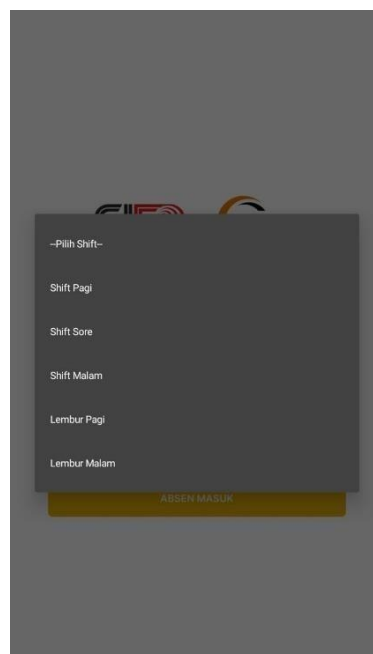 --Pilih Shift--
Shift Pagi
Shift Sore
Shift Malam
Lembur Pagi
Lembur Malam
ABSEN MASUK